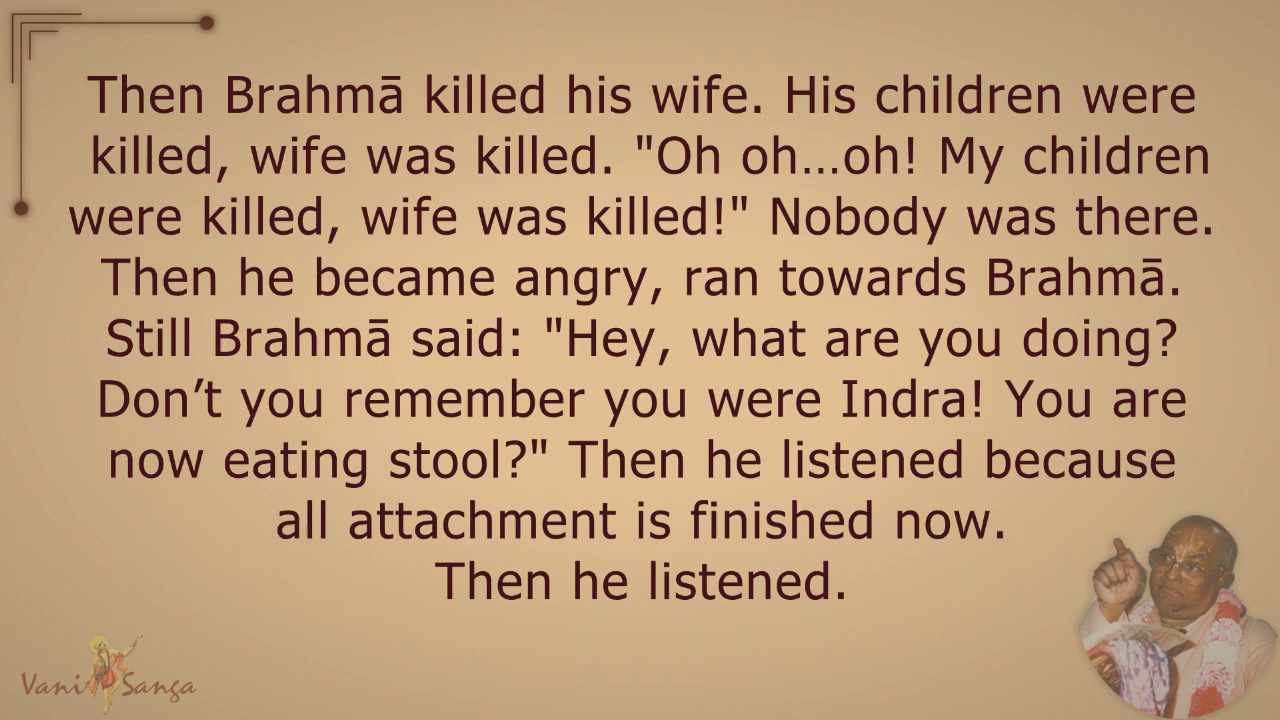 Then Brahmā killed his wife. His children were
killed, wife was killed. "Oh oh...oh! My children
were killed, wife was killed!" Nobody was there.
Then he became angry, ran towards Brahmā.
Still Brahmā said: "Hey, what are you doing?
Don’t you remember you were Indra! You are
now eating stool?" Then he listened because
all attachment is finished now.
Then he listened.
Vani Sanga